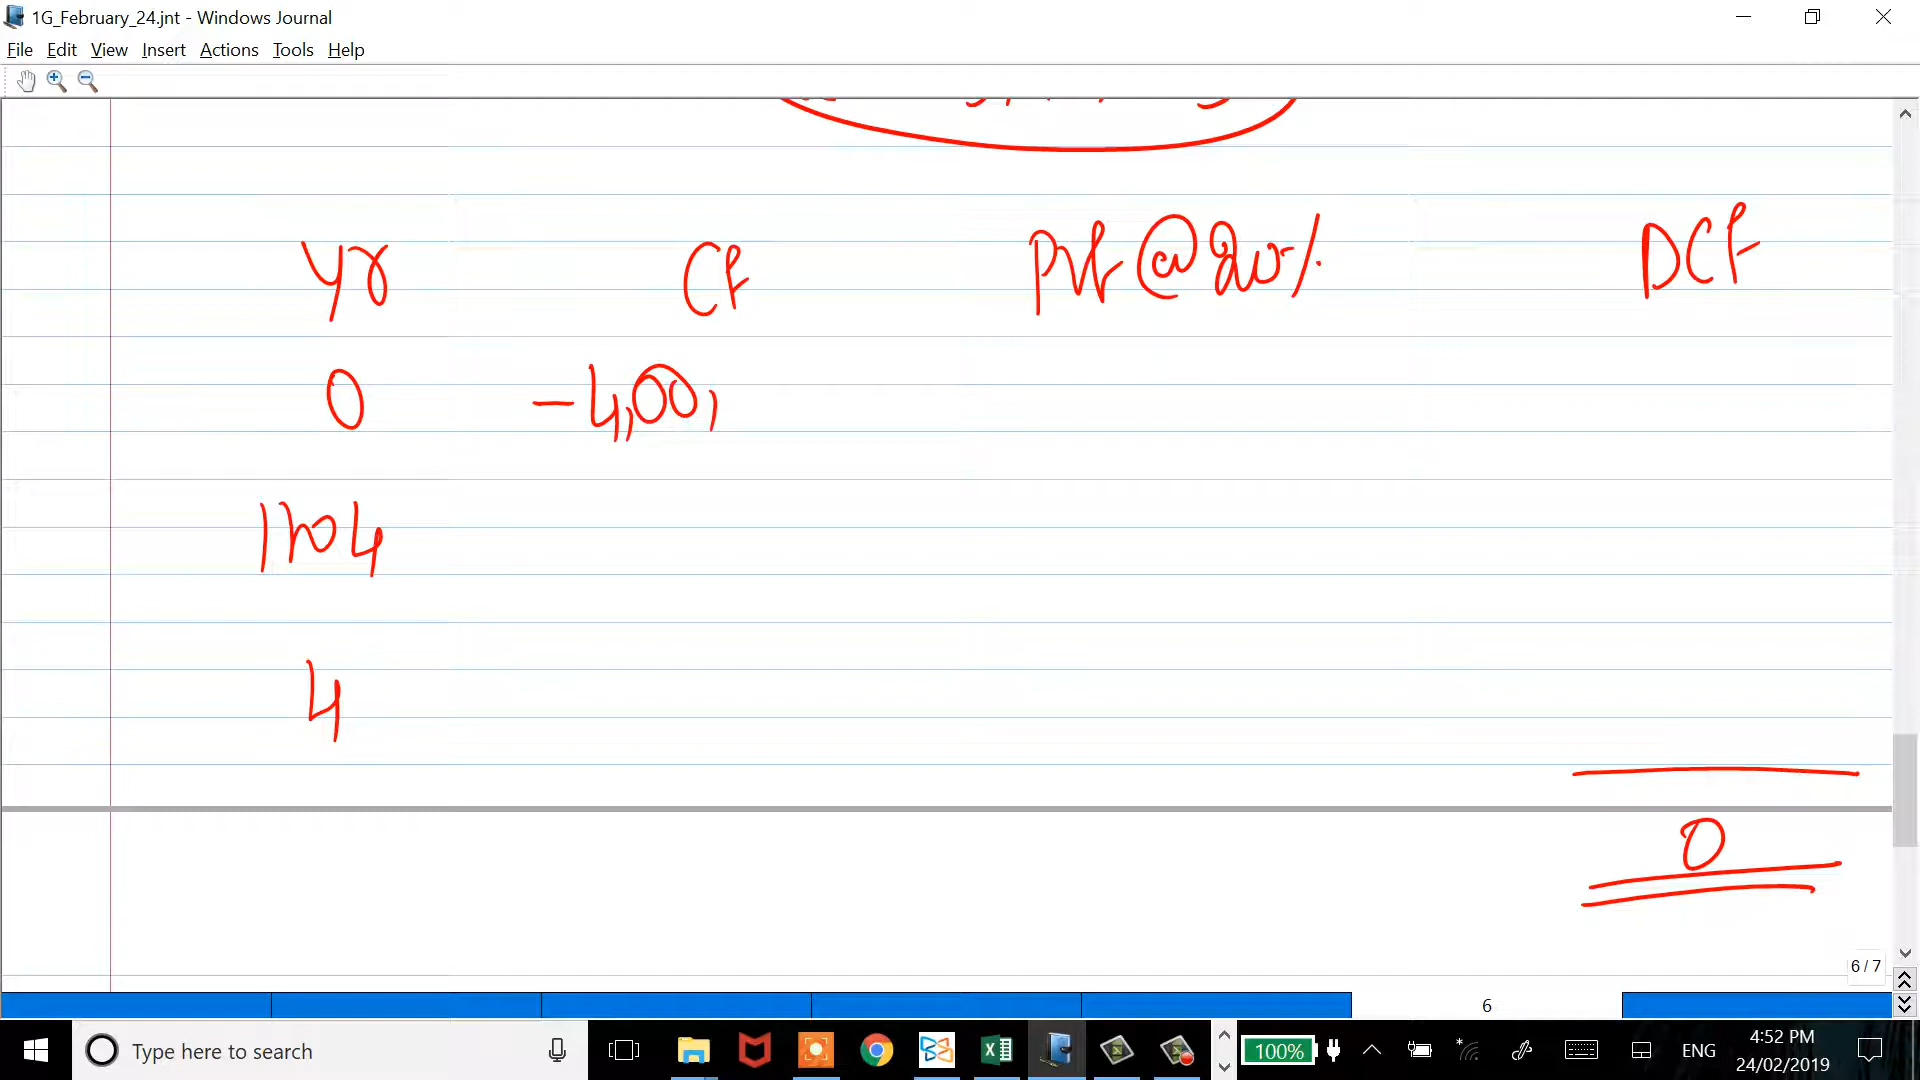 1G_February_24.jnt - Windows Journal
File Edit View Insert Actions Tools Help
Yr CF PVF @ 20% DCF
0 -4,00,
1 to 4
4
0
6 / 7
6
Type here to search
100%
ENG
4:52 PM
24/02/2019